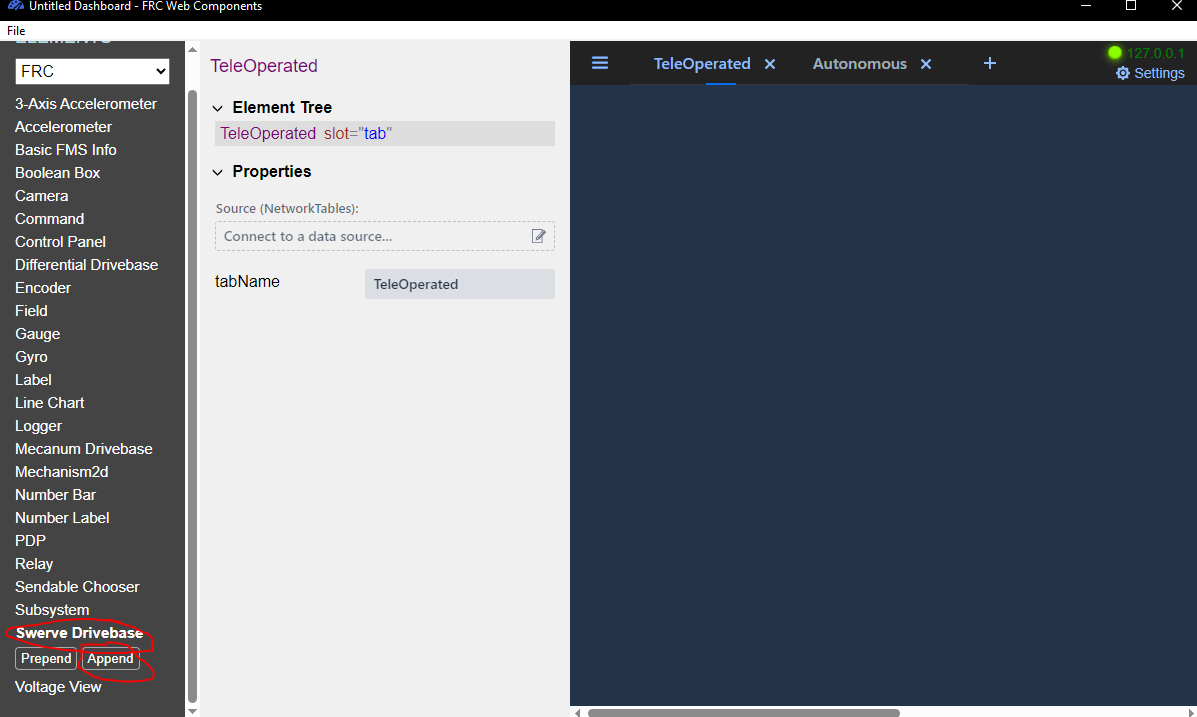 Untitled Dashboard - FRC Web Components
File
ELEMENTS
FRC
3-Axis Accelerometer
Accelerometer
Basic FMS Info
Boolean Box
Camera
Command
Control Panel
Differential Drivebase
Encoder
Field
Gauge
Gyro
Label
Line Chart
Logger
Mecanum Drivebase
Mechanism2d
Number Bar
Number Label
PDP
Relay
Sendable Chooser
Subsystem
Swerve Drivebase
Prepend Append
Voltage View
TeleOperated
Element Tree
TeleOperated slot="tab"
Properties
Source (NetworkTables):
Connect to a data source...
tabName TeleOperated
TeleOperated Autonomous
127.0.0.1
Settings